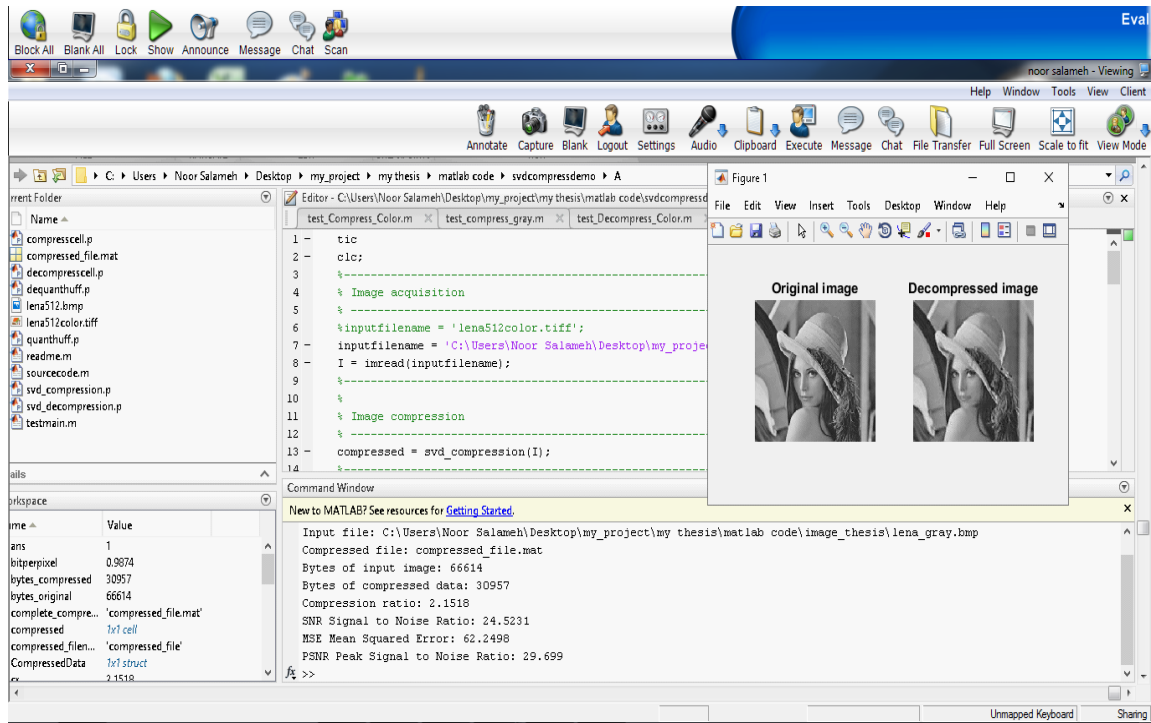 Eval
Block All Blank All Lock Show Announce Message Chat Scan
noor salameh - Viewing
Help Window Tools View Client
Annotate Capture Blank Logout Settings Audio Clipboard Execute Message Chat File Transfer Full Screen Scale to fit View Mode
C: Users Noor Salameh Desktop my_project my thesis matlab code svdcompressdemo A
rrent Folder
Name
compresscell.p
compressed_file.mat
decompresscell.p
dequanthuff.p
lena512.bmp
lena512color.tiff
quanthuff.p
readme.m
sourcecode.m
svd_compression.p
svd_decompression.p
testmain.m
ails
orkspace
ame Value
ans 1
bitperpixel 0.9874
bytes_compressed 30957
bytes_original 66614
complete_compre... 'compressed_file.mat'
compressed 1x1 cell
compressed_filen... 'compressed_file'
CompressedData 1x1 struct
cr 2.1518
Editor - C:\Users\Noor Salameh\Desktop\my_project\my thesis\matlab code\svdcompressd
test_Compress_Color.m test_compress_gray.m test_Decompress_Color.m
1 - tic
2 - clc;
3 %-----------------------------------------------
4 % Image acquisition
5 % ----------------------------------------------
6 %inputfilename = 'lena512color.tiff';
7 - inputfilename = 'C:\Users\Noor Salameh\Desktop\my_proje
8 - I = imread(inputfilename);
9 %-----------------------------------------------
10 %
11 % Image compression
12 % ----------------------------------------------
13 - compressed = svd_compression(I);
14 %-----------------------------------------------
Figure 1
File Edit View Insert Tools Desktop Window Help
Original image Decompressed image
Command Window
New to MATLAB? See resources for Getting Started.
Input file: C:\Users\Noor Salameh\Desktop\my_project\my thesis\matlab code\image_thesis\lena_gray.bmp
Compressed file: compressed_file.mat
Bytes of input image: 66614
Bytes of compressed data: 30957
Compression ratio: 2.1518
SNR Signal to Noise Ratio: 24.5231
MSE Mean Squared Error: 62.2498
PSNR Peak Signal to Noise Ratio: 29.699
fx >>
Unmapped Keyboard Sharing